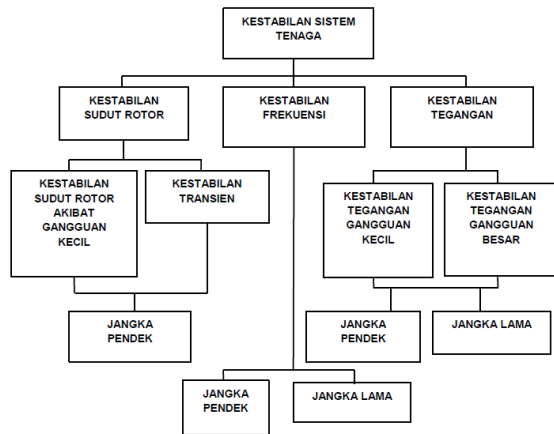 KESTABILAN SISTEM
TENAGA
KESTABILAN
SUDUT ROTOR
KESTABILAN
FREKUENSI
KESTABILAN
TEGANGAN
KESTABILAN
SUDUT ROTOR
AKIBAT
GANGGUAN
KECIL
KESTABILAN
TRANSIEN
KESTABILAN
TEGANGAN
GANGGUAN
KECIL
KESTABILAN
TEGANGAN
GANGGUAN
BESAR
JANGKA
PENDEK
JANGKA
PENDEK
JANGKA LAMA
JANGKA
PENDEK
JANGKA LAMA